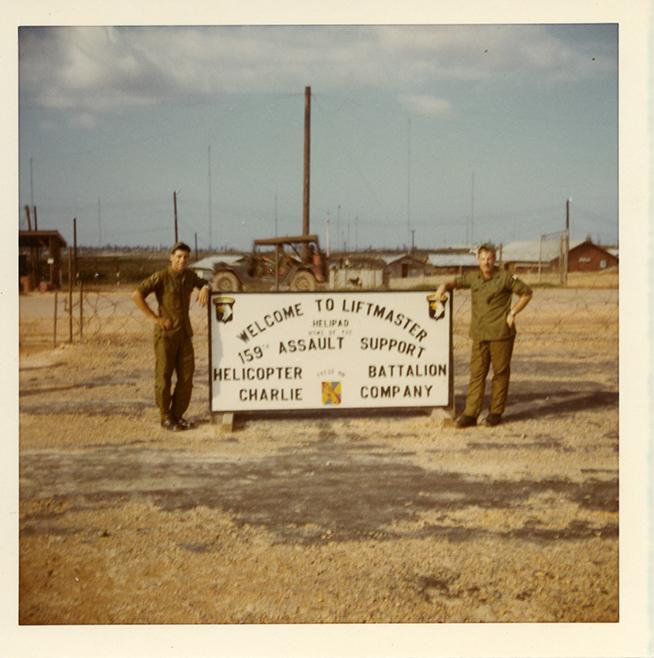 WELCOME TO LIFTMASTER
HELIPAD
HOME OF THE
159TH ASSAULT SUPPORT
HELICOPTER BATTALION
CHARLIE COMPANY